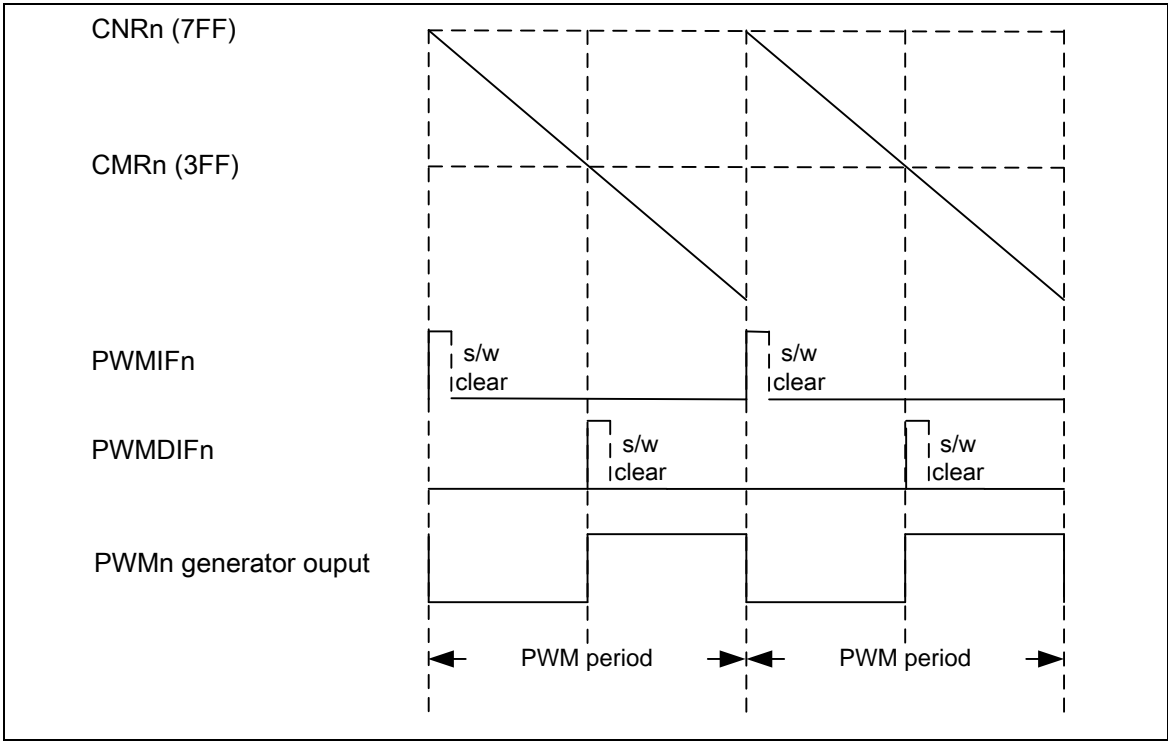 CNRn (7FF)
CMRn (3FF)
PWMIFn
s/w
clear
s/w
clear
PWMDIFn
s/w
clear
s/w
clear
PWMn generator ouput
PWM period
PWM period